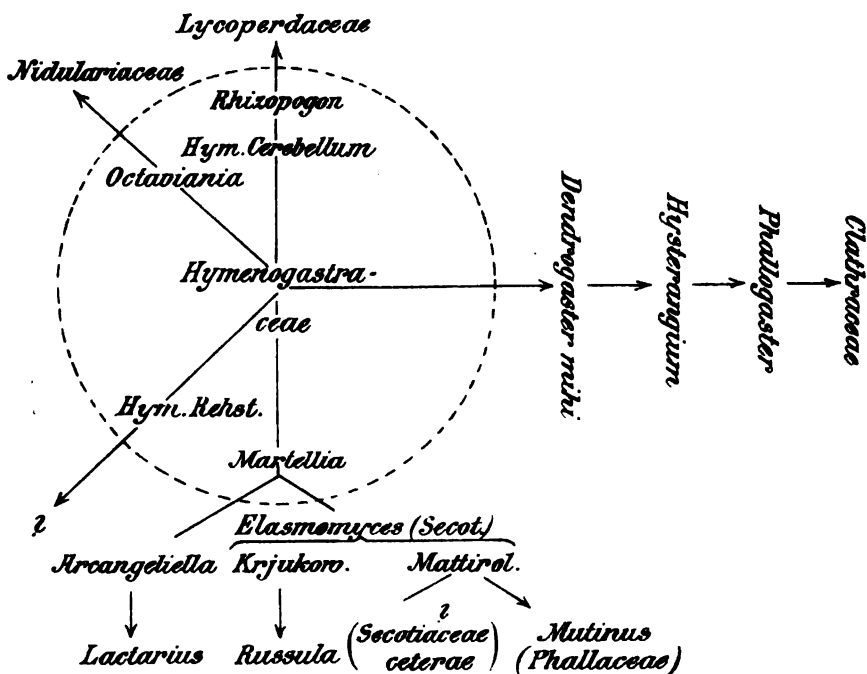 Lycoperdaceae
Nidulariaceae
Rhizopogon
Hym. Cerebellum
Octaviania
Hymenogastra-
ceae
Dendrogaster mihi
Hysterangium
Phallogaster
Clathraceae
Hym. Rehst.
Martellia
?
Elasmomyces (Secot.)
Arcangeliella Krjukow. Mattirol.
?
Lactarius Russula (Secotiaceae
ceterae)
Mutinus
(Phallaceae)